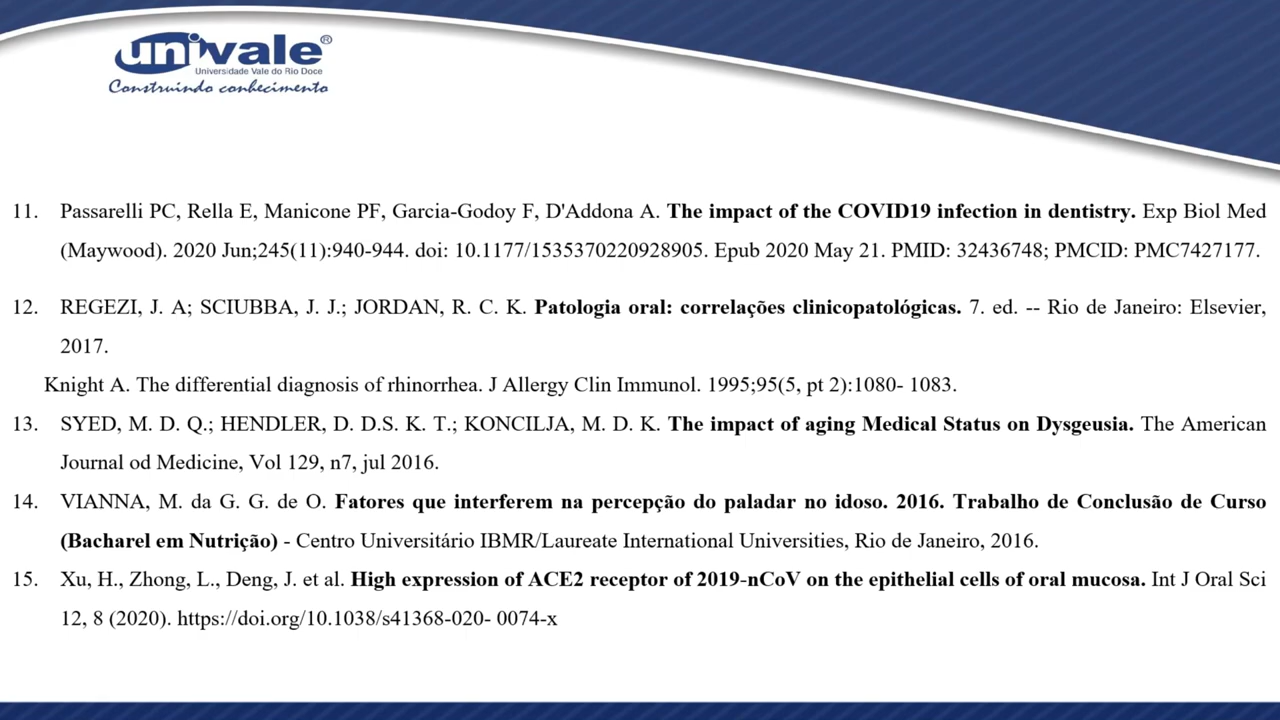 univale®
Universidade Vale do Rio Doce
Construindo conhecimento
11. Passarelli PC, Rella E, Manicone PF, Garcia-Godoy F, D'Addona A. The impact of the COVID19 infection in dentistry. Exp Biol Med
(Maywood). 2020 Jun;245(11):940-944. doi: 10.1177/1535370220928905. Epub 2020 May 21. PMID: 32436748; PMCID: PMC7427177.
12. REGEZI, J. A; SCIUBBA, J. J.; JORDAN, R. C. K. Patologia oral: correlações clinicopatológicas. 7. ed. -- Rio de Janeiro: Elsevier,
2017.
Knight A. The differential diagnosis of rhinorrhea. J Allergy Clin Immunol. 1995;95(5, pt 2):1080- 1083.
13. SYED, M. D. Q.; HENDLER, D. D.S. K. T.; KONCILJA, M. D. K. The impact of aging Medical Status on Dysgeusia. The American
Journal od Medicine, Vol 129, n7, jul 2016.
14. VIANNA, M. da G. G. de O. Fatores que interferem na percepção do paladar no idoso. 2016. Trabalho de Conclusão de Curso
(Bacharel em Nutrição) - Centro Universitário IBMR/Laureate International Universities, Rio de Janeiro, 2016.
15. Xu, H., Zhong, L., Deng, J. et al. High expression of ACE2 receptor of 2019-nCoV on the epithelial cells of oral mucosa. Int J Oral Sci
12, 8 (2020). https://doi.org/10.1038/s41368-020- 0074-x